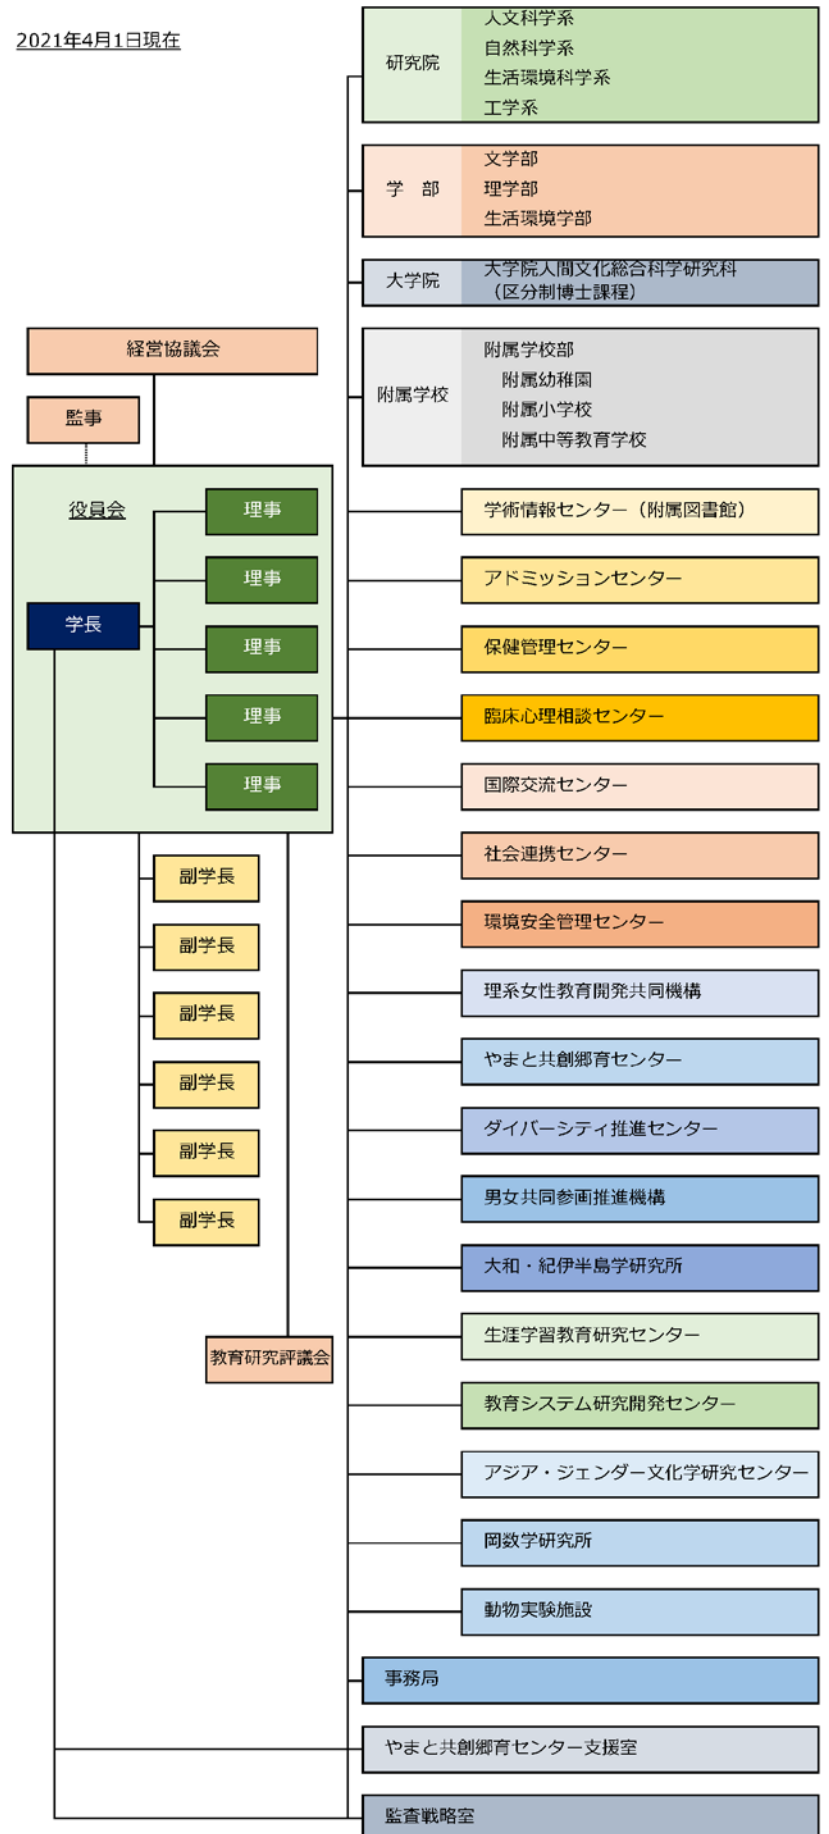 2021年4月1日現在
研究院
人文科学系
自然科学系
生活環境科学系
工学系
学　部
文学部
理学部
生活環境学部
大学院
大学院人間文化総合科学研究科
（区分制博士課程）
附属学校
附属学校部
附属幼稚園
附属小学校
附属中等教育学校
経営協議会
監事
役員会
学長
理事
理事
理事
理事
理事
副学長
副学長
副学長
副学長
副学長
副学長
教育研究評議会
学術情報センター（附属図書館）
アドミッションセンター
保健管理センター
臨床心理相談センター
国際交流センター
社会連携センター
環境安全管理センター
理系女性教育開発共同機構
やまと共創郷育センター
ダイバーシティ推進センター
男女共同参画推進機構
大和・紀伊半島学研究所
生涯学習教育研究センター
教育システム研究開発センター
アジア・ジェンダー文化学研究センター
岡数学研究所
動物実験施設
事務局
やまと共創郷育センター支援室
監査戦略室